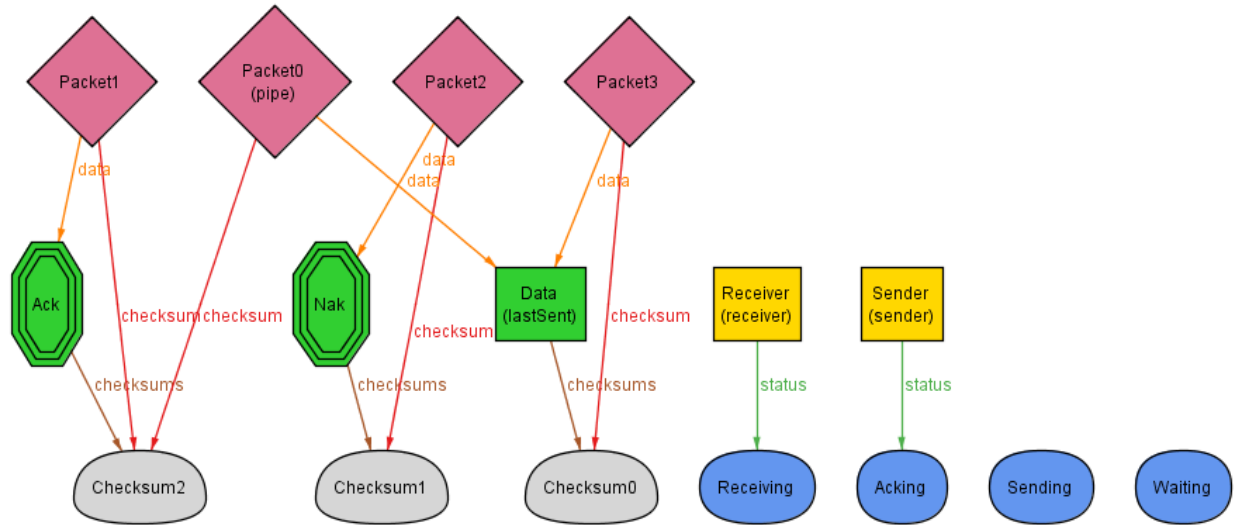 Packet1
Packet0
(pipe)
Packet2
Packet3
data
data
data
data
Ack
Nak
Data
(lastSent)
Receiver
(receiver)
Sender
(sender)
checksum
checksum
checksum
checksum
checksums
checksums
checksums
status
status
Checksum2
Checksum1
Checksum0
Receiving
Acking
Sending
Waiting